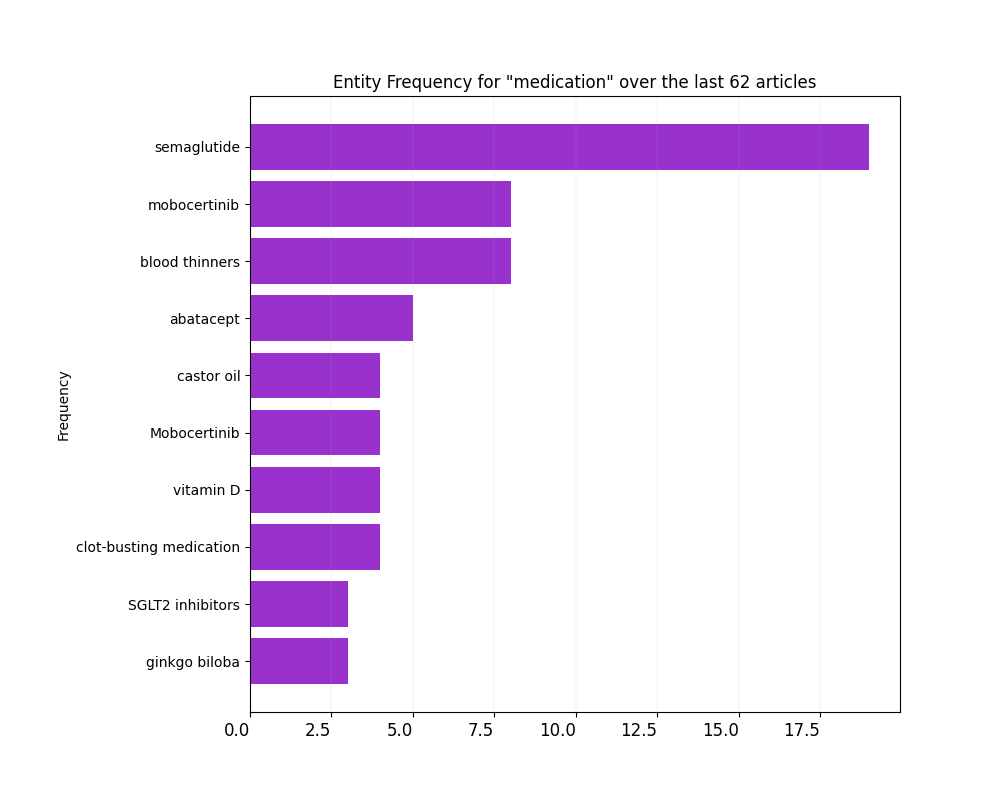 Entity Frequency for "medication" over the last 62 articles
semaglutide
mobocertinib
blood thinners
abatacept
castor oil
Mobocertinib
vitamin D
clot-busting medication
SGLT2 inhibitors
ginkgo biloba
Frequency
0.0 2.5 5.0 7.5 10.0 12.5 15.0 17.5